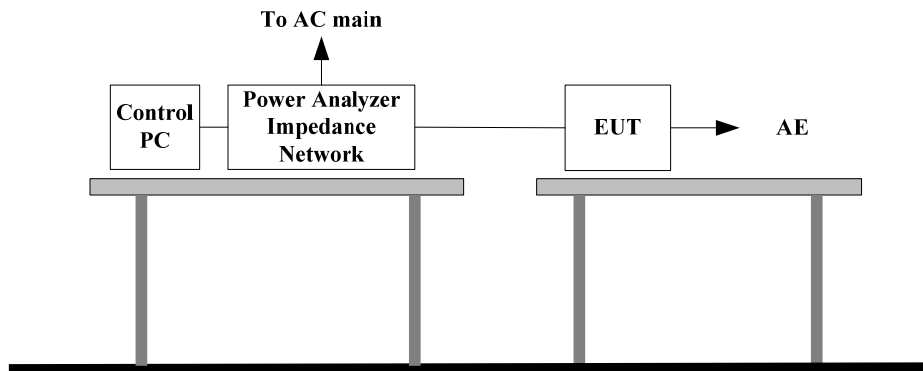 To AC main
Control
PC
Power Analyzer
Impedance
Network
EUT
AE